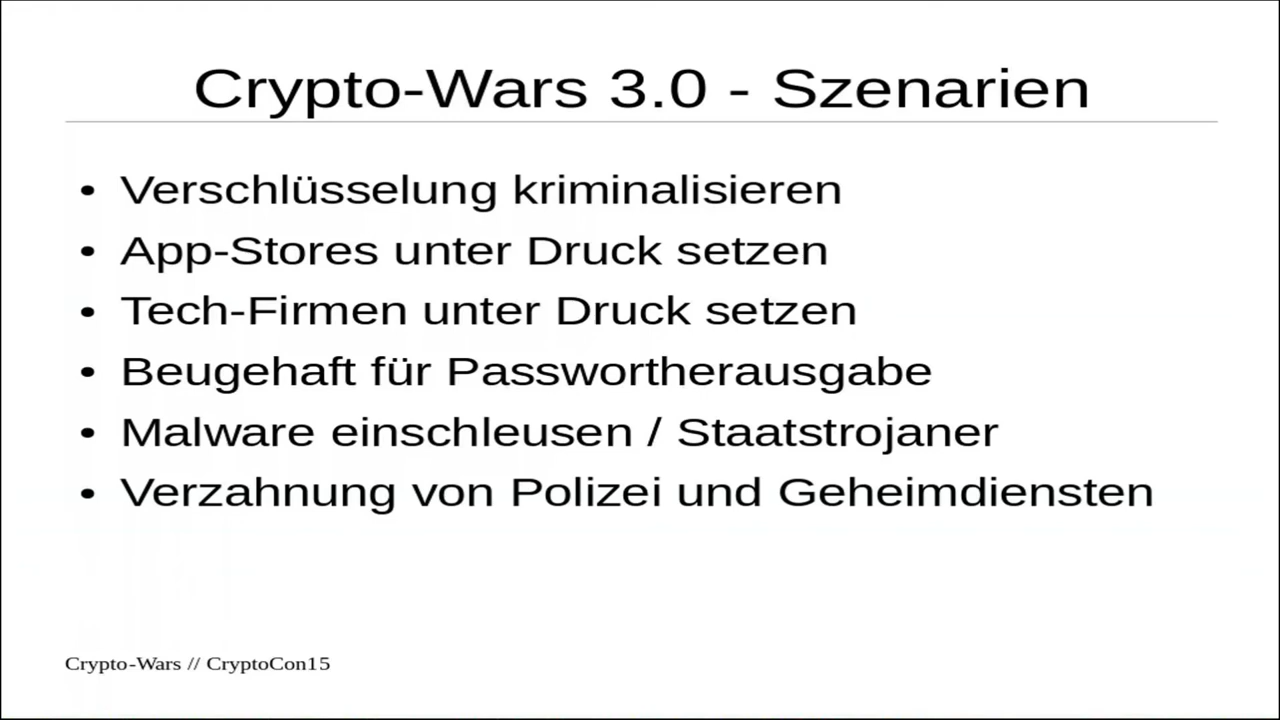 Crypto-Wars 3.0 - Szenarien
• Verschlüsselung kriminalisieren
• App-Stores unter Druck setzen
• Tech-Firmen unter Druck setzen
• Beugehaft für Passwortherausgabe
• Malware einschleusen / Staatstrojaner
• Verzahnung von Polizei und Geheimdiensten
Crypto-Wars // CryptoCon15